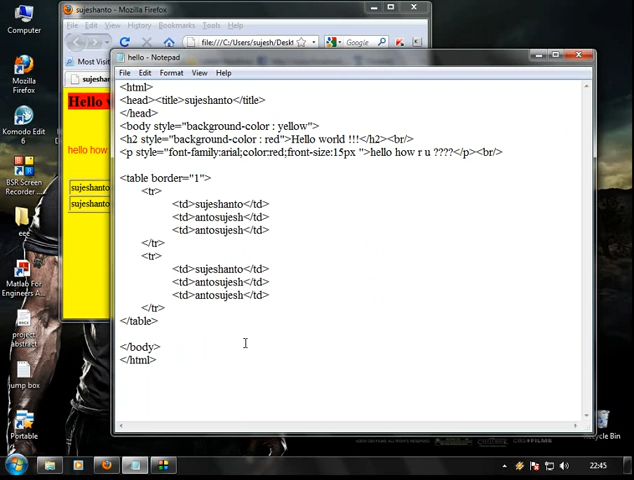 Computer
Mozilla
Firefox
Komodo Edit
6
BSR Screen
Recorder ...
eee
Matlab For
Engineers A...
project
abstract
ump box
Portable
Recycle Bin
sujeshanto - Mozilla Firefox
File Edit View History Bookmarks Tools Help
file:///C:/Users/sujesh/Deskt
Google
Most Visit
sujeshan
Hello w
hello how
sujeshanto
sujeshanto
hello - Notepad
File Edit Format View Help
<html>
<head><title>sujeshanto</title>
</head>
<body style="background-color : yellow">
<h2 style="background-color : red">Hello world !!!</h2><br/>
<p style="font-family:arial;color:red;front-size:15px ">hello how r u ????</p><br/>
<table border="1">
<tr>
<td>sujeshanto</td>
<td>antosujesh</td>
<td>antosujesh</td>
</tr>
<tr>
<td>sujeshanto</td>
<td>antosujesh</td>
<td>antosujesh</td>
</tr>
</table>
</body>
</html>
22:45